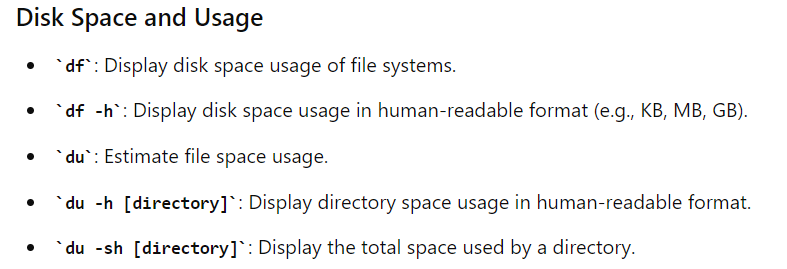 Disk Space and Usage
• `df`: Display disk space usage of file systems.
• `df -h`: Display disk space usage in human-readable format (e.g., KB, MB, GB).
• `du`: Estimate file space usage.
• `du -h [directory]`: Display directory space usage in human-readable format.
• `du -sh [directory]`: Display the total space used by a directory.